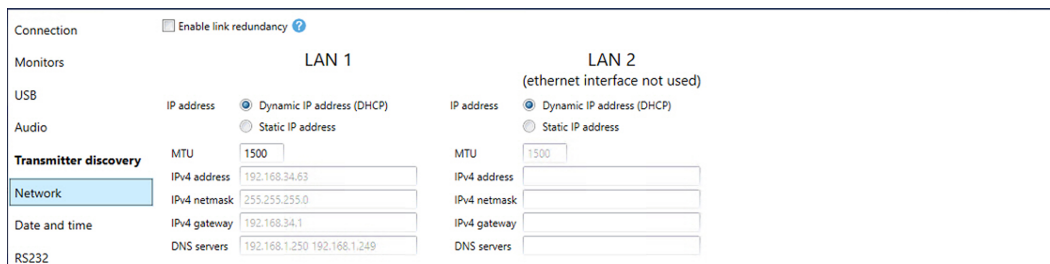 Connection
Monitors
USB
Audio
Transmitter discovery
Network
Date and time
RS232
Enable link redundancy ?
LAN 1
IP address Dynamic IP address (DHCP)
Static IP address
MTU 1500
IPv4 address 192.168.34.63
IPv4 netmask 255.255.255.0
IPv4 gateway 192.168.34.1
DNS servers 192.168.1.250 192.168.1.249
LAN 2
(ethernet interface not used)
IP address Dynamic IP address (DHCP)
Static IP address
MTU 1500
IPv4 address
IPv4 netmask
IPv4 gateway
DNS servers